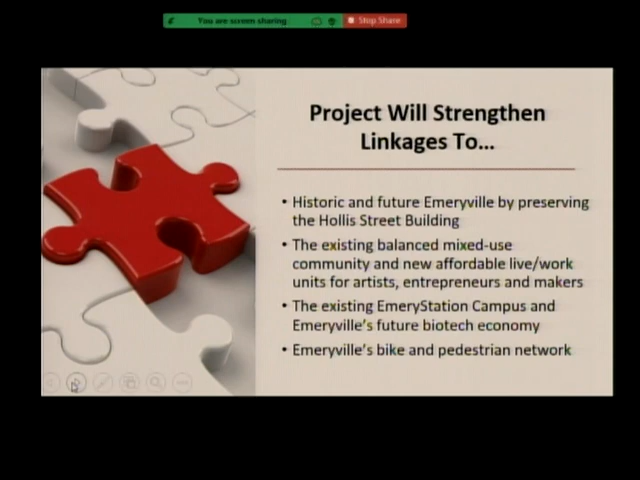 You are screen sharing
Stop Share
Project Will Strengthen
Linkages To...
• Historic and future Emeryville by preserving
the Hollis Street Building
• The existing balanced mixed-use
community and new affordable live/work
units for artists, entrepreneurs and makers
• The existing EmeryStation Campus and
Emeryville's future biotech economy
• Emeryville's bike and pedestrian network